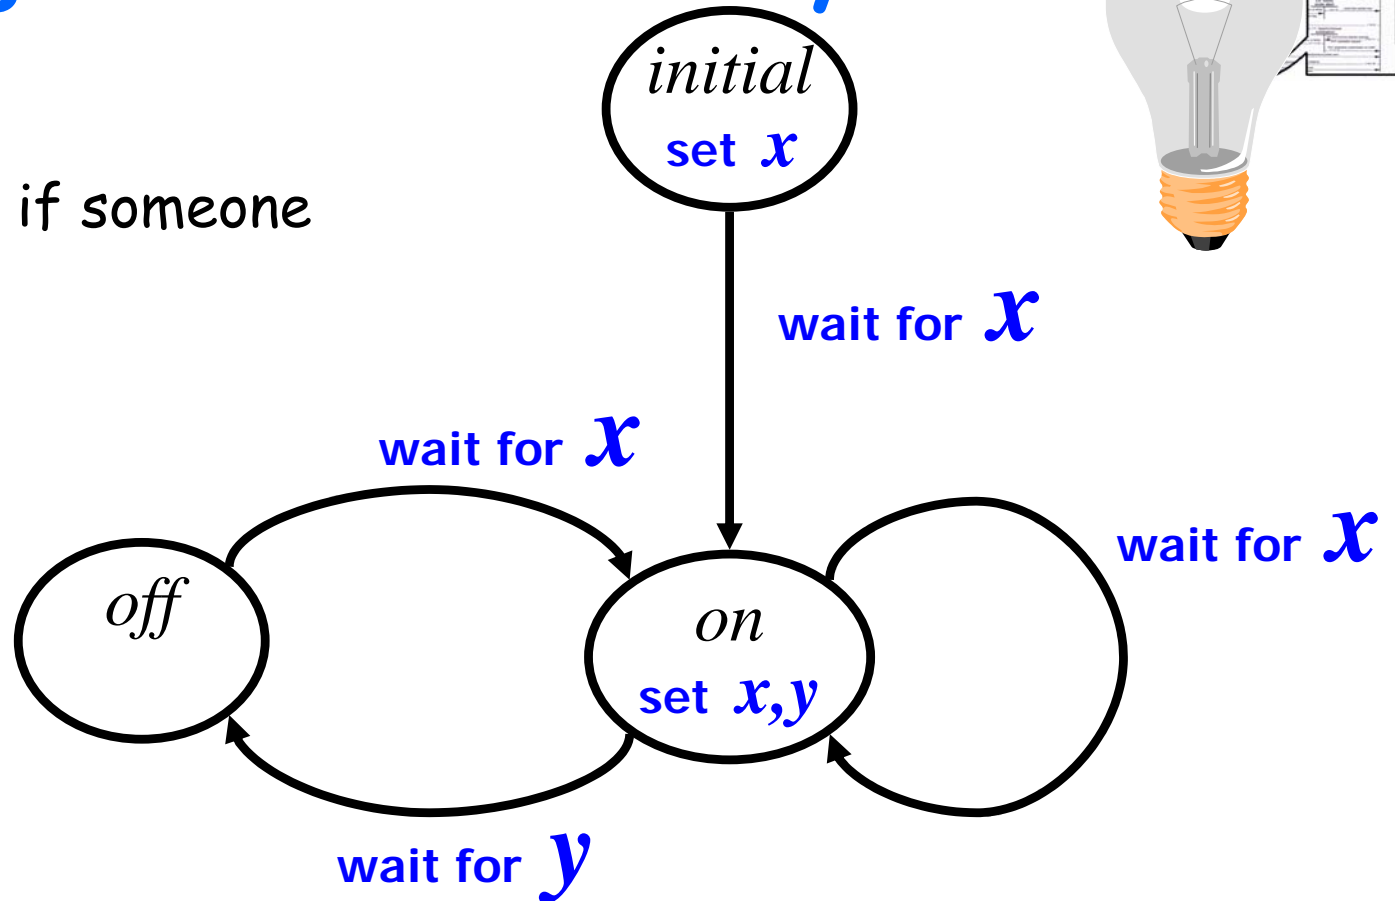 initial
set x
if someone
wait for x
wait for x
wait for x
off
on
set x,y
wait for y